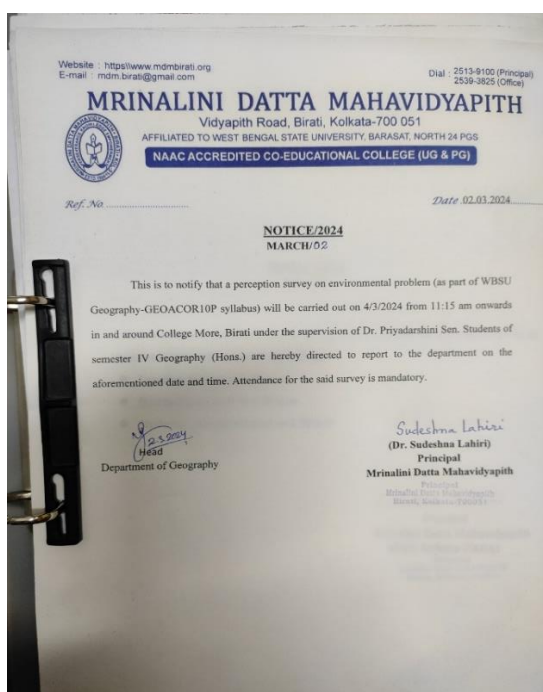 Website : https\\www.mdmbirati.org
E-mail : mdm.birati@gmail.com
Dial : 2513-9100 (Principal)
2539-3825 (Office)
MRINALINI DATTA MAHAVIDYAPITH
Vidyapith Road, Birati, Kolkata-700 051
AFFILIATED TO WEST BENGAL STATE UNIVERSITY, BARASAT, NORTH 24 PGS
NAAC ACCREDITED CO-EDUCATIONAL COLLEGE (UG & PG)
Ref. No.
Date 02.03.2024
NOTICE/2024
MARCH/02
This is to notify that a perception survey on environmental problem (as part of WBSU
Geography-GEOACOR10P syllabus) will be carried out on 4/3/2024 from 11:15 am onwards
in and around College More, Birati under the supervision of Dr. Priyadarshini Sen. Students of
semester IV Geography (Hons.) are hereby directed to report to the department on the
aforementioned date and time. Attendance for the said survey is mandatory.
2.3.2024
Head
Department of Geography
Sudeshna Lahiri
(Dr. Sudeshna Lahiri)
Principal
Mrinalini Datta Mahavidyapith
Principal
Mrinalini Datta Mahavidyapith
Birati, Kolkata-700051